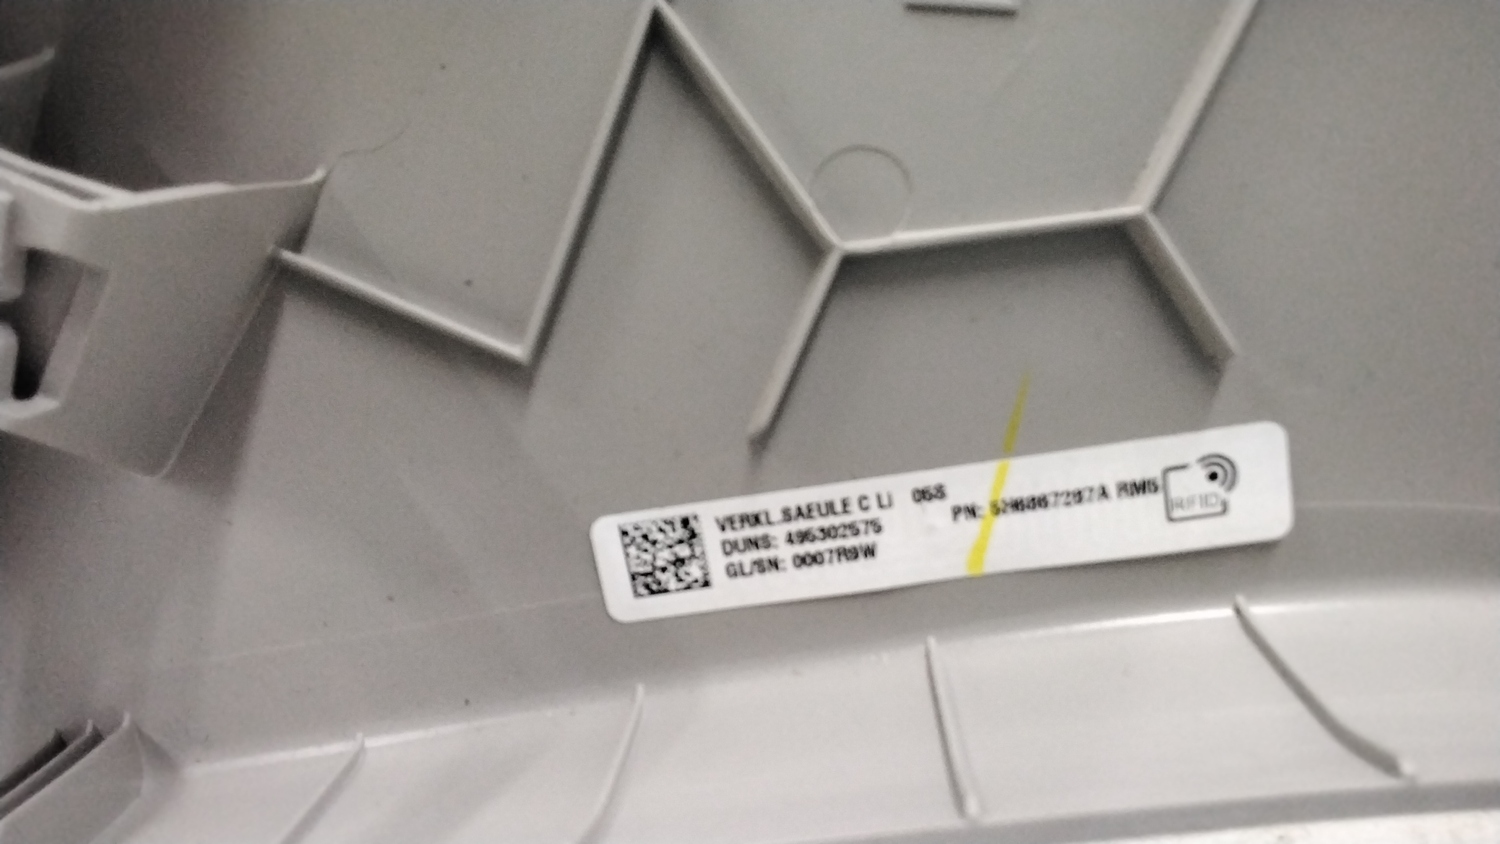 VERKL.SAEULE C LI 06S
DUNS: 495302575
GL/SN: 0007R9W
PN: 5H6867287A RM5
RFID